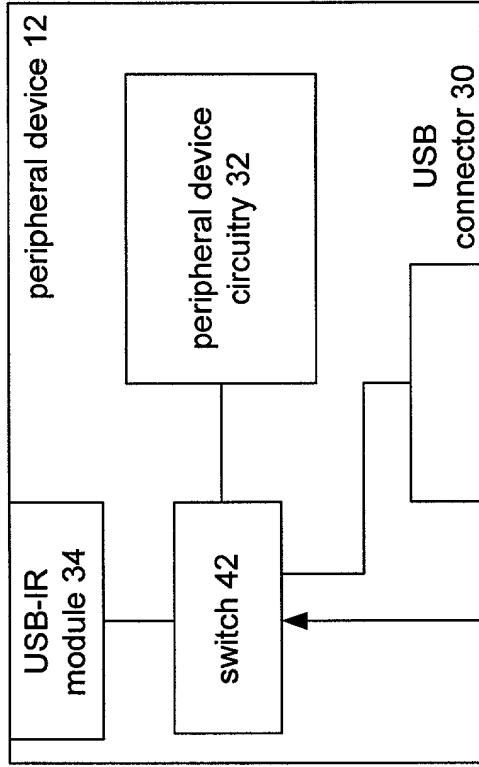 peripheral device 12
USB-IR
module 34
peripheral device
circuitry 32
switch 42
USB
connector 30